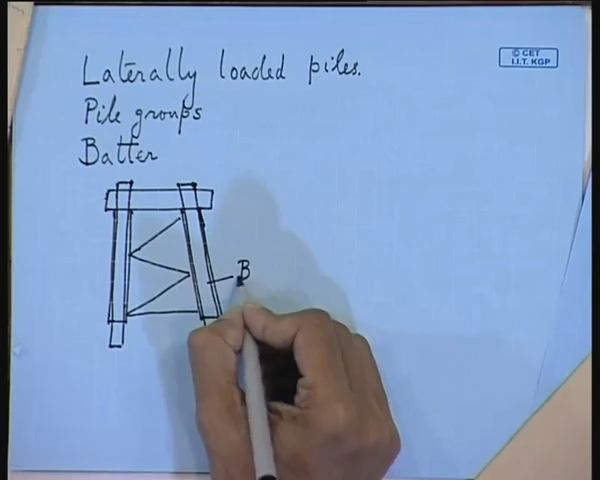 Laterally loaded piles.
© CET
I.I.T. KGP
Pile groups
Batter
B